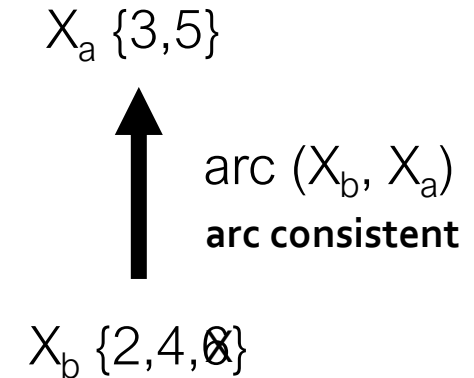 Xa {3,5}
arc (Xb, Xa)
arc consistent
Xb {2,4,6}